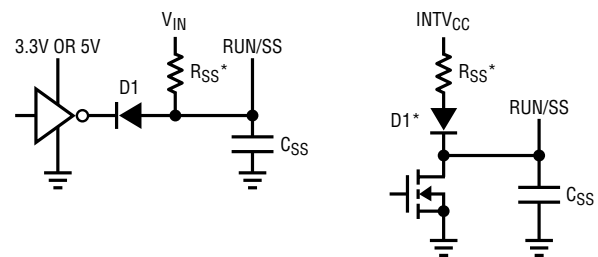 VIN
3.3V OR 5V
D1
RSS*
RUN/SS
CSS
INTVCC
RSS*
D1*
RUN/SS
CSS